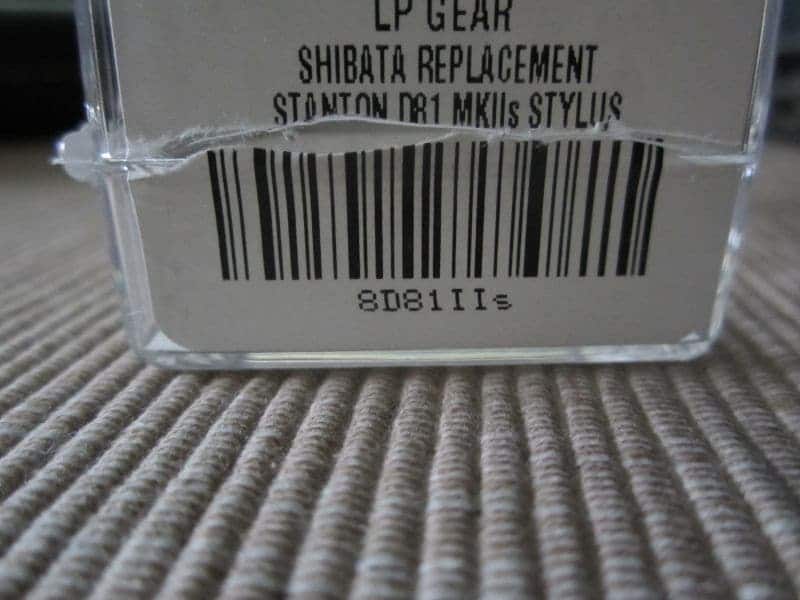 LP GEAR
SHIBATA REPLACEMENT
STANTON D81 MKIIs STYLUS
8D81IIs